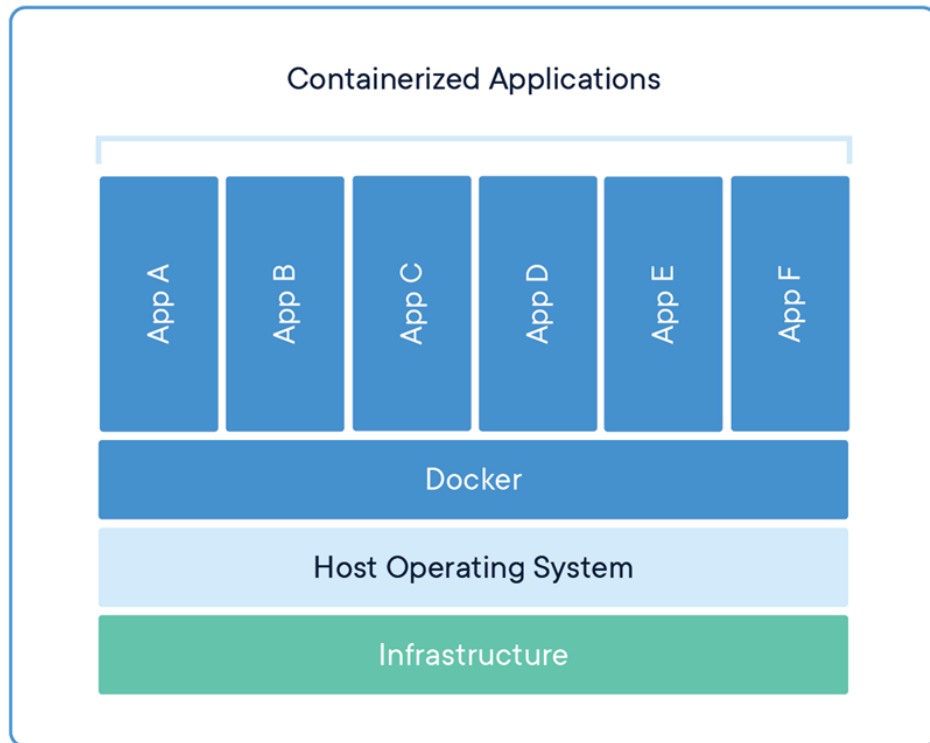 Containerized Applications
App A
App B
App C
App D
App E
App F
Docker
Host Operating System
Infrastructure